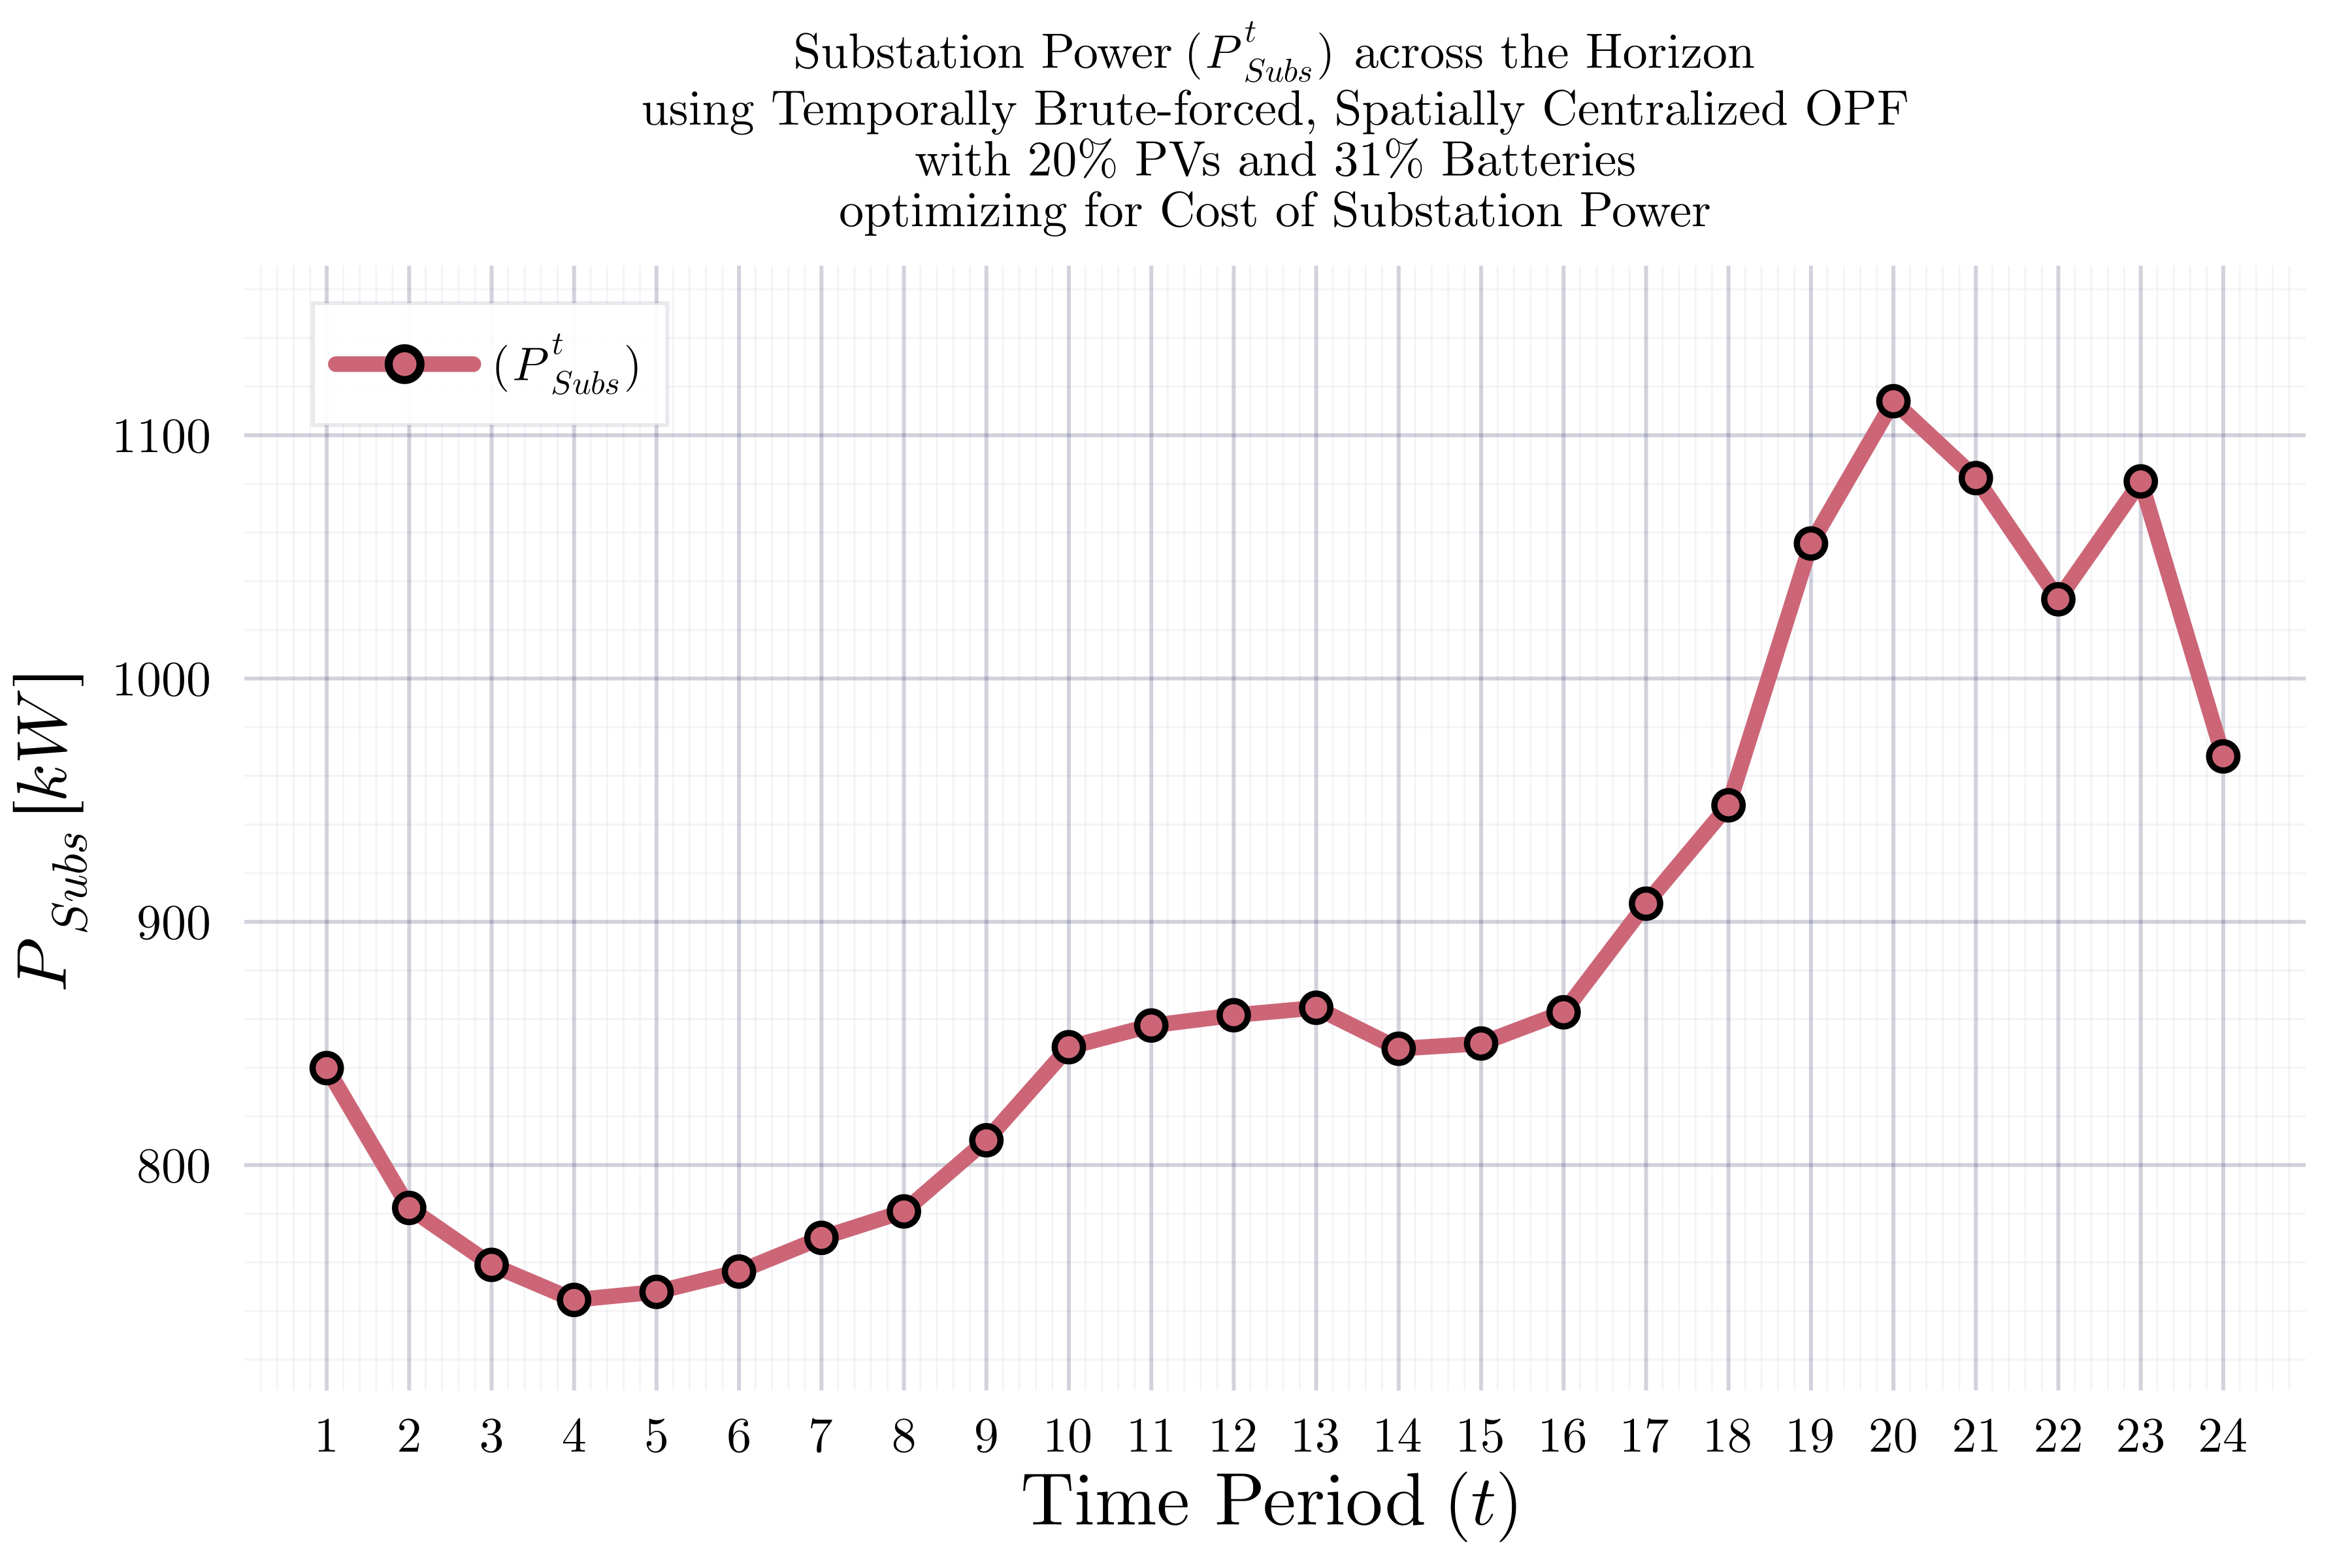 Substation Power (P^t_Subs) across the Horizon
using Temporally Brute-forced, Spatially Centralized OPF
with 20% PVs and 31% Batteries
optimizing for Cost of Substation Power
(P^t_Subs)
1100
1000
900
800
P_Subs [kW]
1 2 3 4 5 6 7 8 9 10 11 12 13 14 15 16 17 18 19 20 21 22 23 24
Time Period (t)